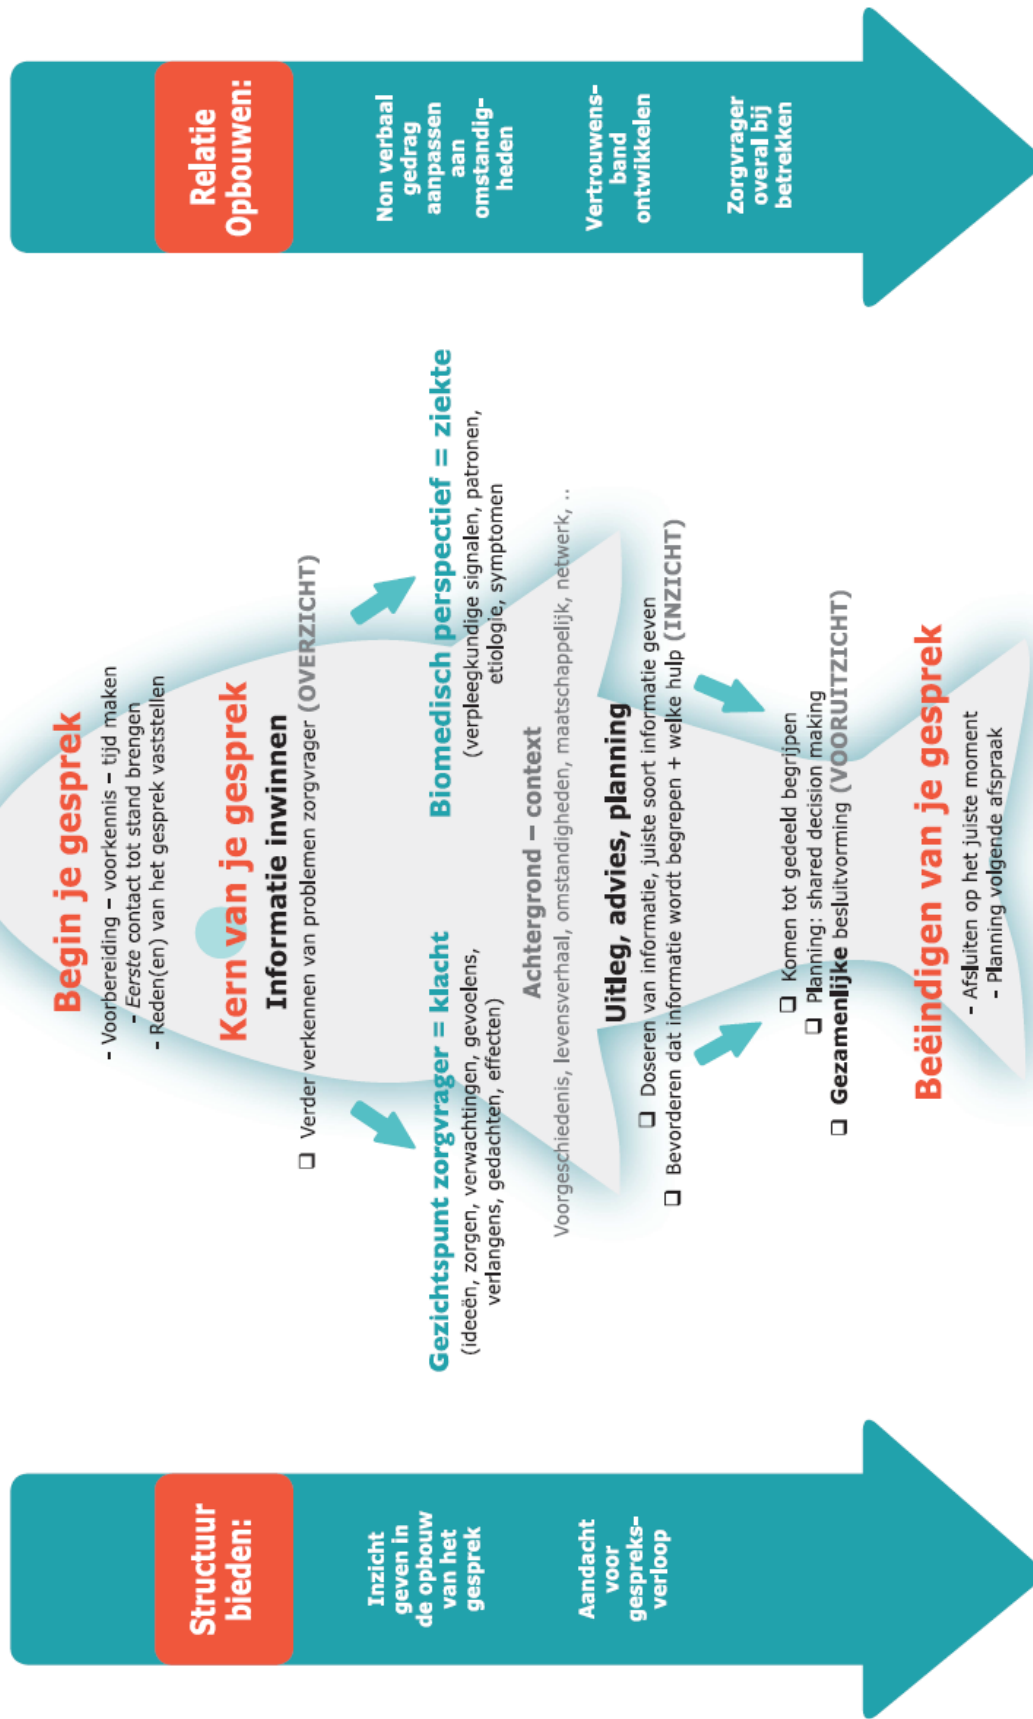 Structuur
bieden:
Inzicht
geven in
de opbouw
van het
gesprek
Aandacht
voor
gespreks-
verloop
Begin je gesprek
- Voorbereiding – voorkennis – tijd maken
- Eerste contact tot stand brengen
- Reden(en) van het gesprek vaststellen
Kern van je gesprek
Informatie inwinnen
❑ Verder verkennen van problemen zorgvrager (OVERZICHT)
Gezichtspunt zorgvrager = klacht
(ideeën, zorgen, verwachtingen, gevoelens,
verlangens, gedachten, effecten)
Biomedisch perspectief = ziekte
(verpleegkundige signalen, patronen,
etiologie, symptomen
Achtergrond – context
Voorgeschiedenis, levensverhaal, omstandigheden, maatschappelijk, netwerk, ..
Uitleg, advies, planning
❑ Doseren van informatie, juiste soort informatie geven
❑ Bevorderen dat informatie wordt begrepen + welke hulp (INZICHT)
❑ Komen tot gedeeld begrijpen
❑ Planning: shared decision making
❑ Gezamenlijke besluitvorming (VOORUITZICHT)
Beëindigen van je gesprek
- Afsluiten op het juiste moment
- Planning volgende afspraak
Relatie
Opbouwen:
Non verbaal
gedrag
aanpassen
aan
omstandig-
heden
Vertrouwens-
band
ontwikkelen
Zorgvrager
overal bij
betrekken